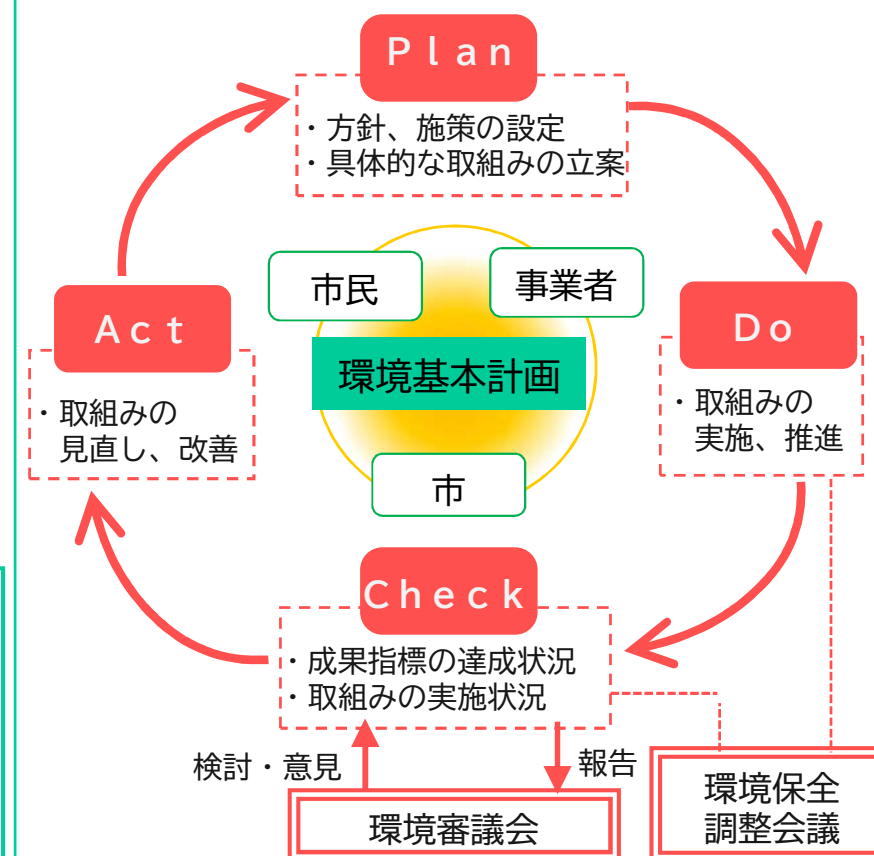 Plan
・方針、施策の設定
・具体的な取組みの立案
市民
事業者
Act
Do
環境基本計画
・取組みの
見直し、改善
・取組みの
実施、推進
市
Check
・成果指標の達成状況
・取組みの実施状況
検討・意見
報告
環境審議会
環境保全
調整会議